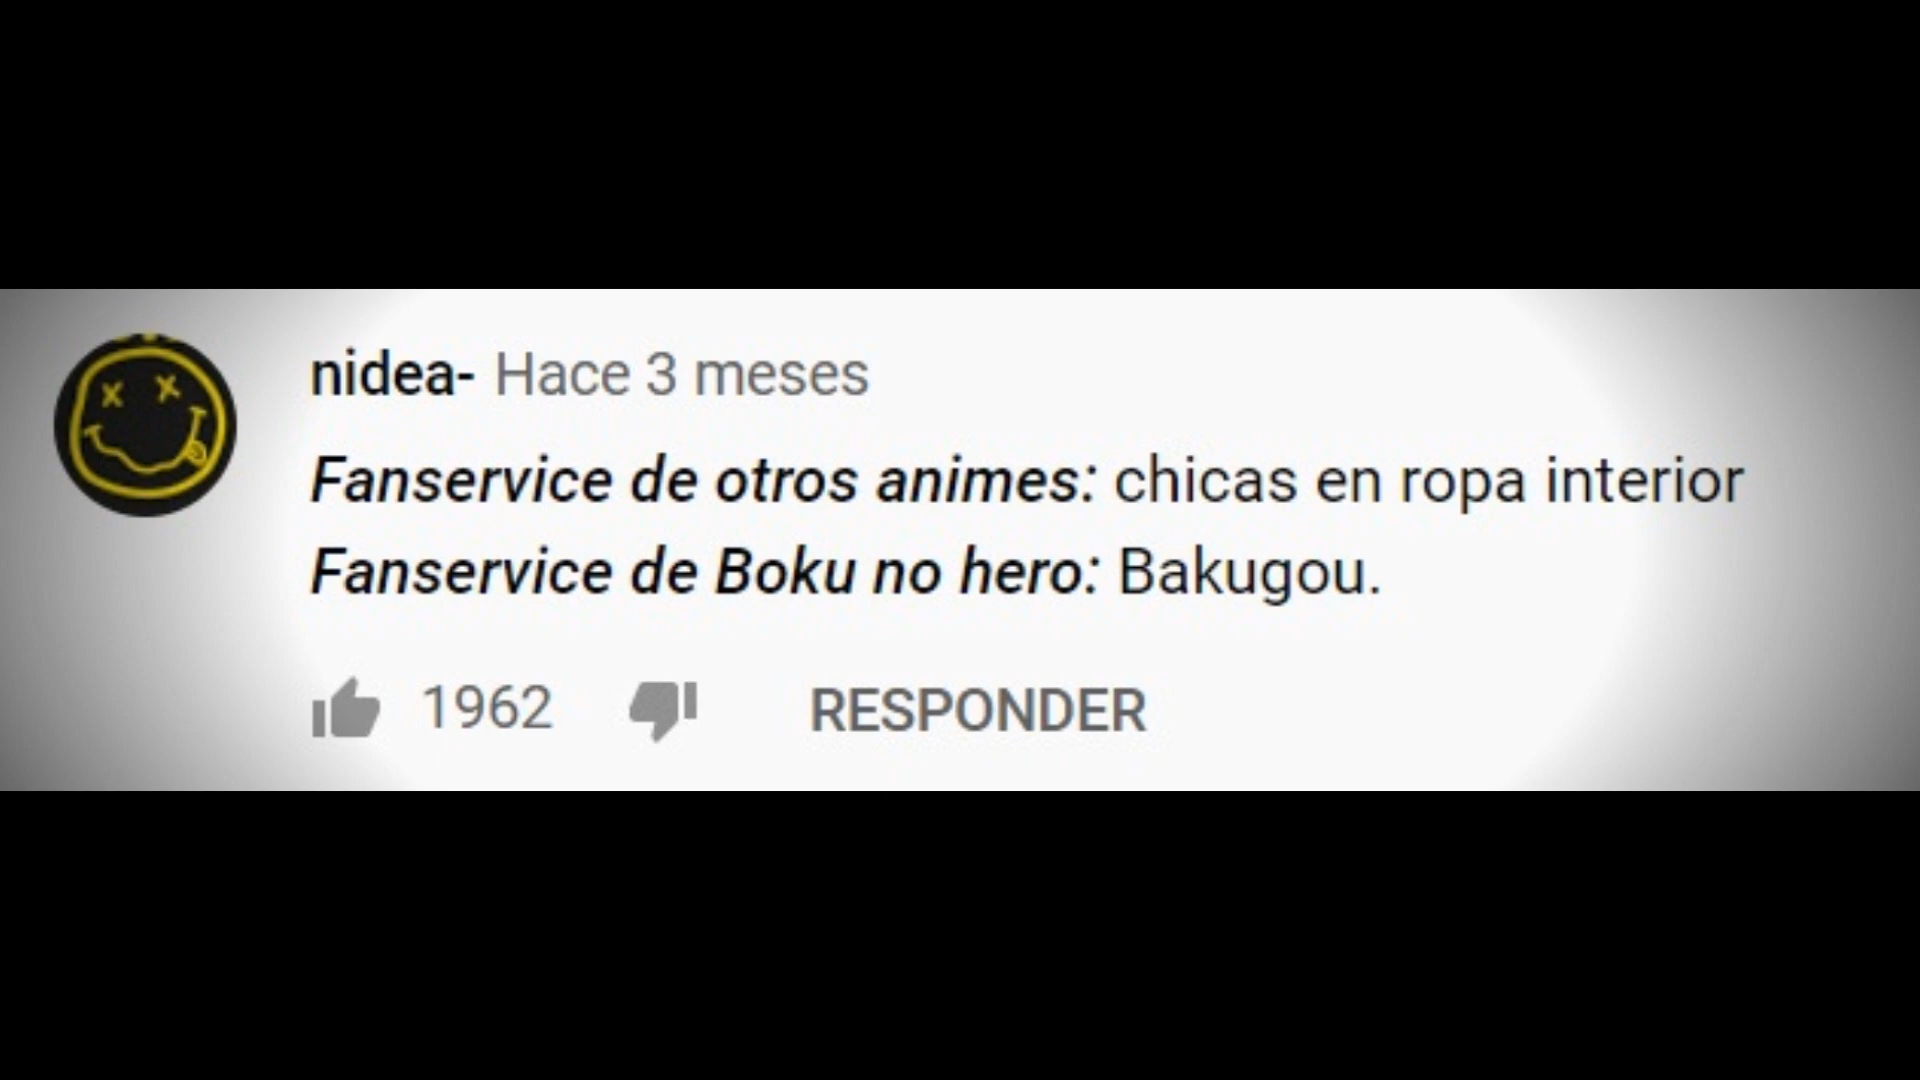 nidea- Hace 3 meses
Fanservice de otros animes: chicas en ropa interior
Fanservice de Boku no hero: Bakugou.
1962 RESPONDER